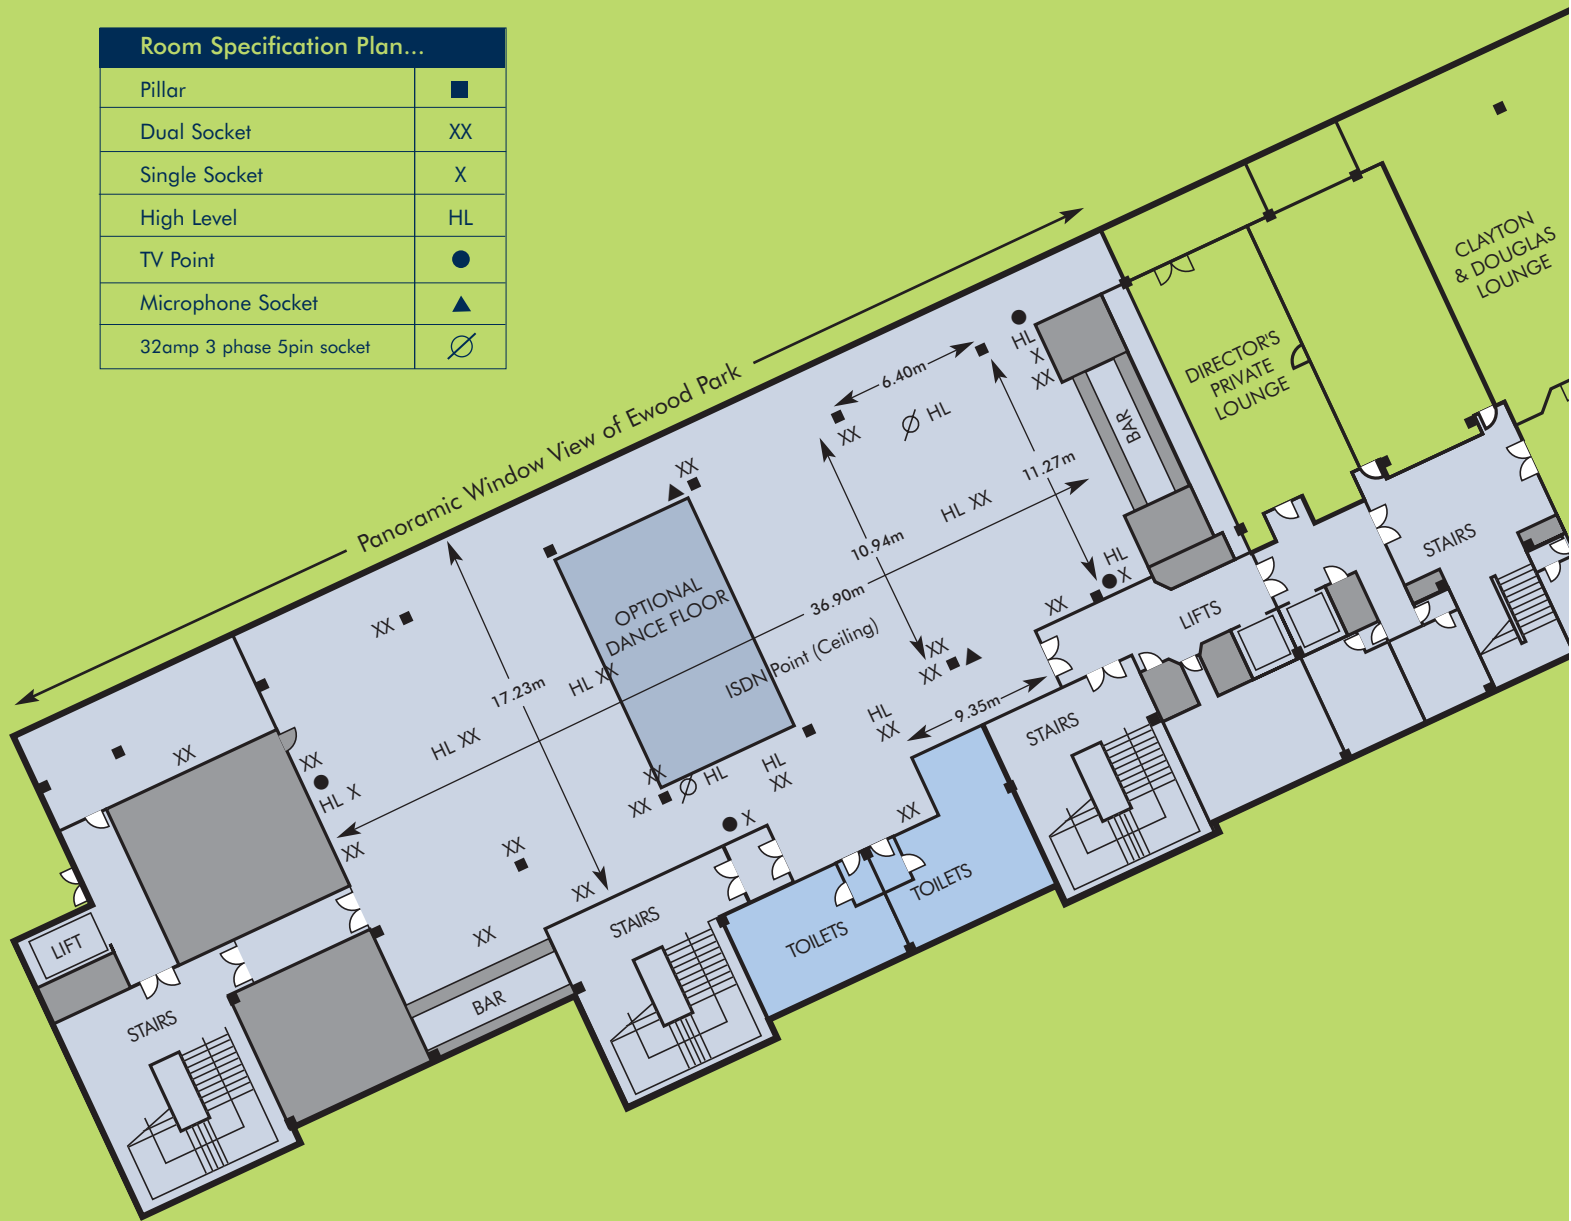 Room Specification Plan...
Pillar ■
Dual Socket XX
Single Socket X
High Level HL
TV Point ●
Microphone Socket ▲
32amp 3 phase 5pin socket ∅
Panoramic Window View of Ewood Park
CLAYTON
& DOUGLAS
LOUNGE
DIRECTOR'S
PRIVATE
LOUNGE
HL
X
XX
6.40m
XX
∅ HL
BAR
11.27m
XX
HL XX
10.94m
36.90m
OPTIONAL
DANCE FLOOR
ISDN Point (Ceiling)
HL XX
17.23m
HL XX
XX
XX
XX
HL X
XX
HL
X
XX
LIFTS
STAIRS
XX
XX
HL
XX
9.35m
STAIRS
XX
XX
∅ HL
HL
XX
X
XX
XX
XX
XX
STAIRS
TOILETS
TOILETS
BAR
LIFT
STAIRS